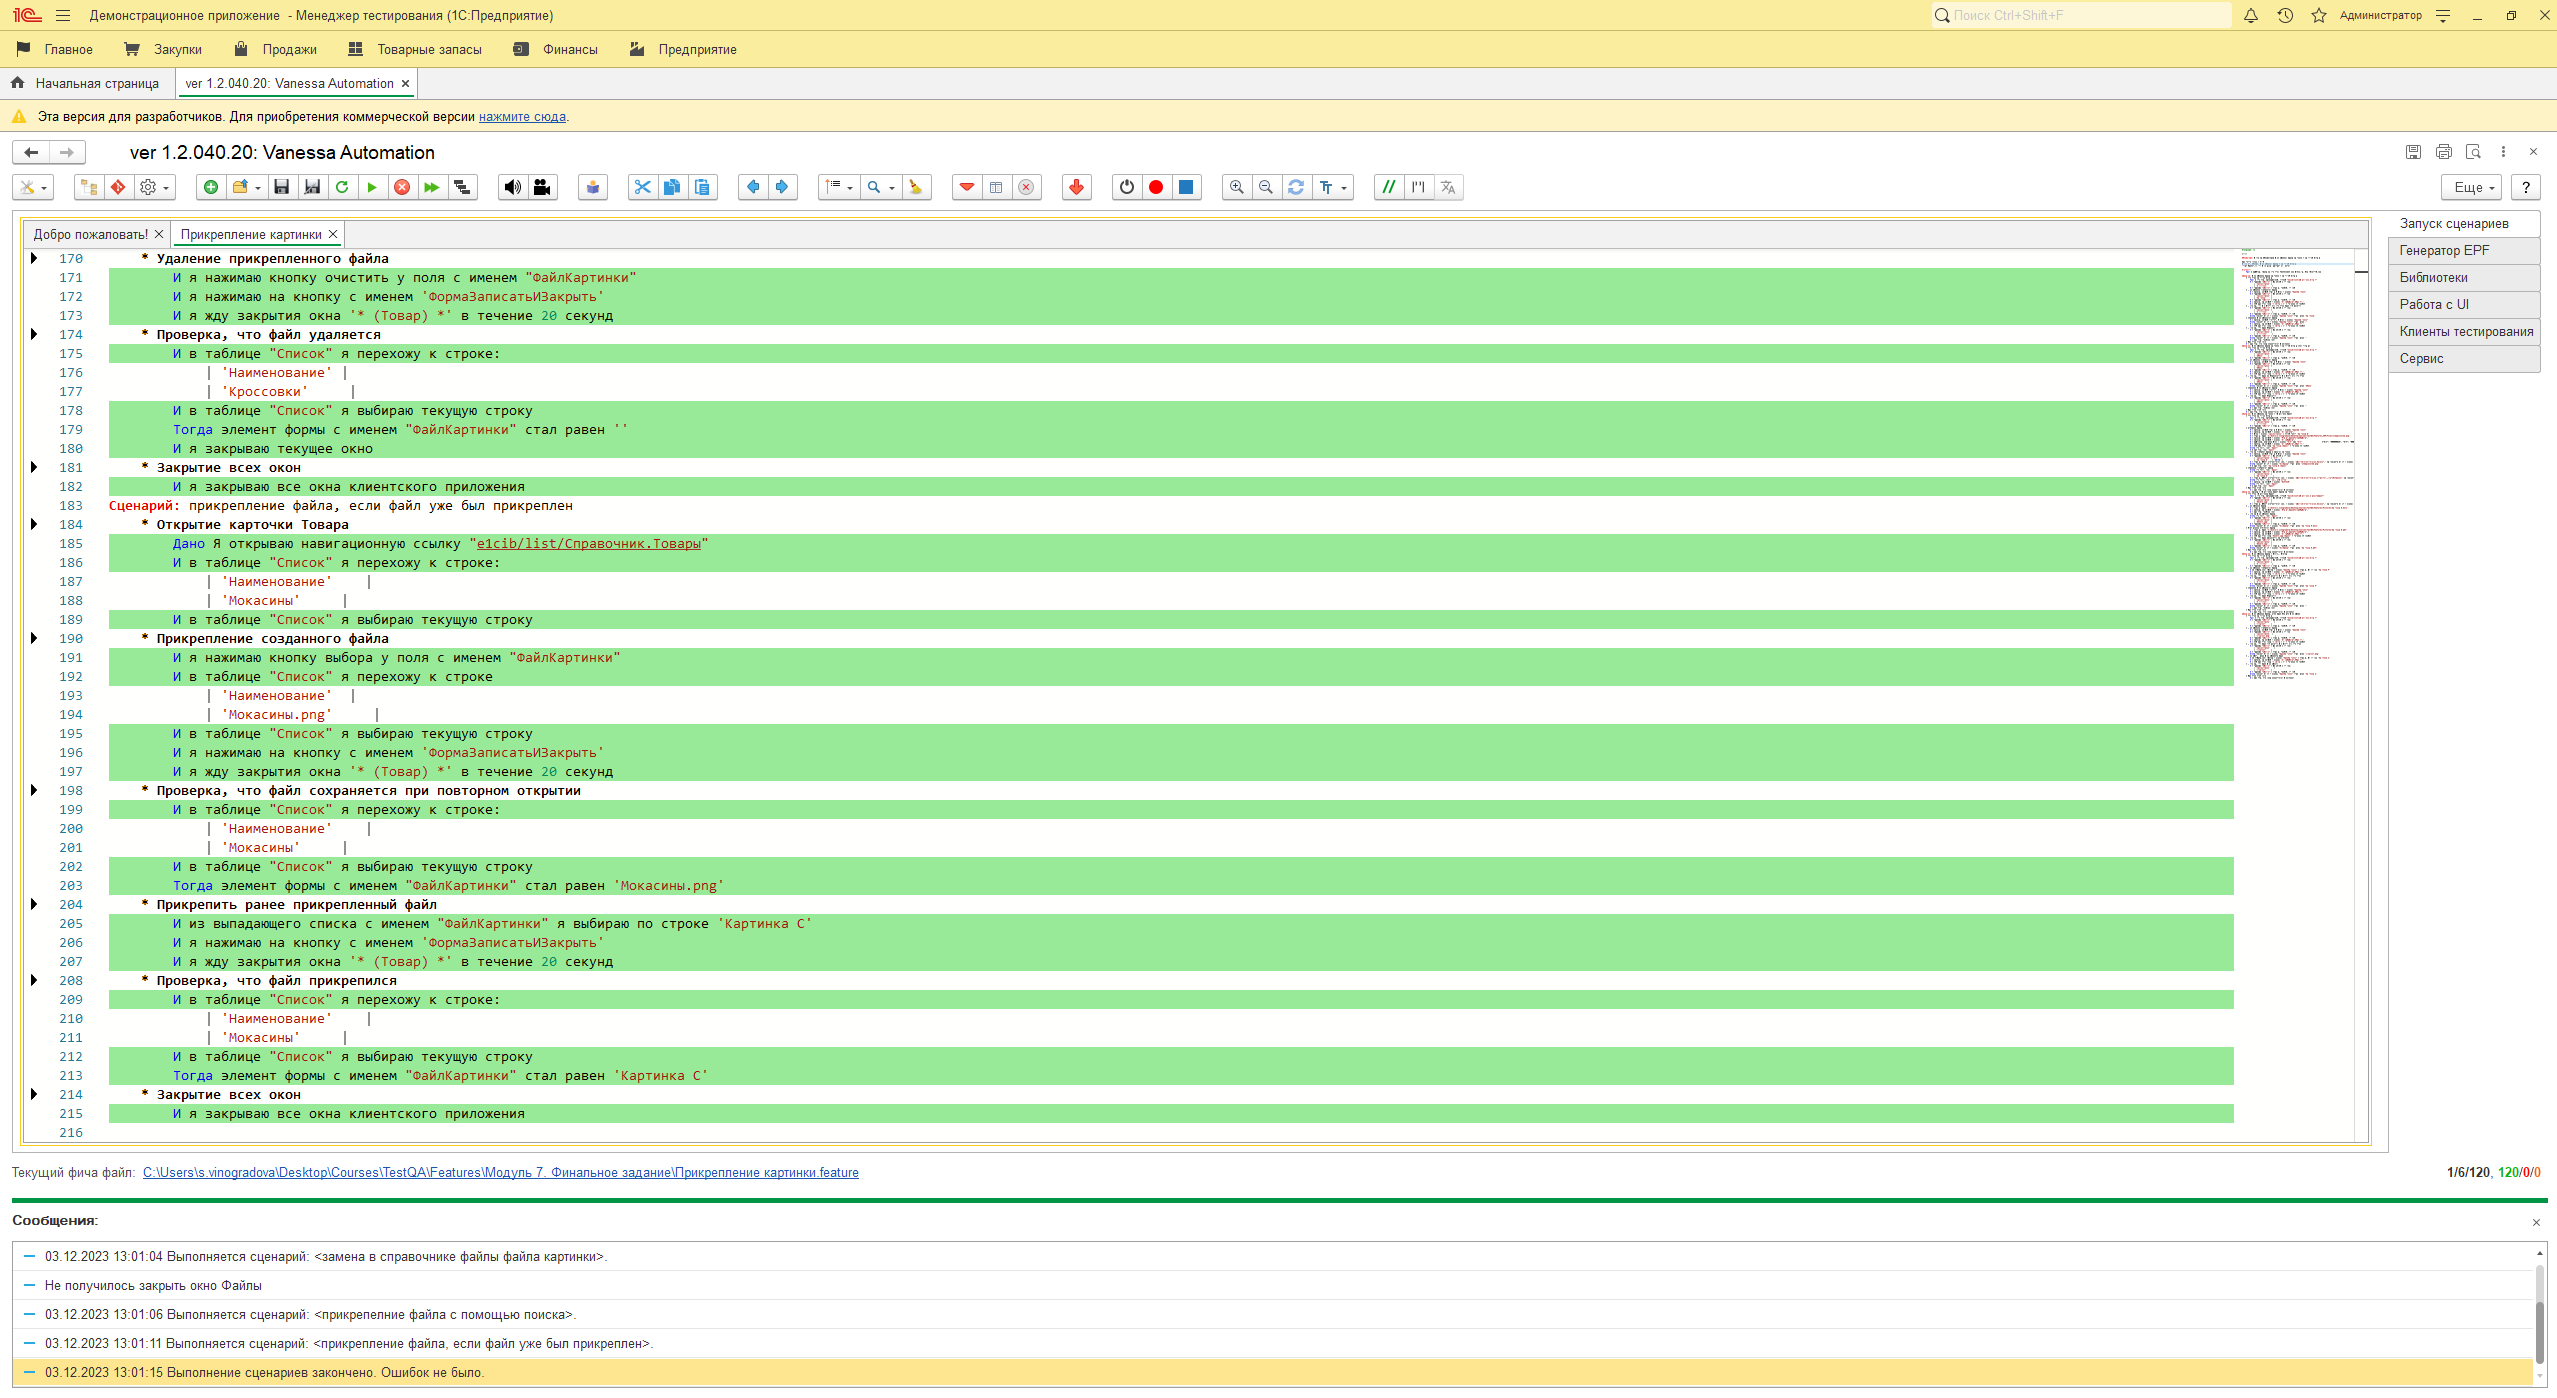 1С Демонстрационное приложение - Менеджер тестирования (1С:Предприятие) Поиск Ctrl+Shift+F Администратор
Главное Закупки Продажи Товарные запасы Финансы Предприятие
Начальная страница ver 1.2.040.20: Vanessa Automation
Эта версия для разработчиков. Для приобретения коммерческой версии нажмите сюда.
ver 1.2.040.20: Vanessa Automation
Еще ?
Добро пожаловать! Прикрепление картинки
170 * Удаление прикрепленного файла
171 И я нажимаю кнопку очистить у поля с именем "ФайлКартинки"
172 И я нажимаю на кнопку с именем 'ФормаЗаписатьИЗакрыть'
173 И я жду закрытия окна '* (Товар) *' в течение 20 секунд
174 * Проверка, что файл удаляется
175 И в таблице "Список" я перехожу к строке:
176 | 'Наименование' |
177 | 'Кроссовки' |
178 И в таблице "Список" я выбираю текущую строку
179 Тогда элемент формы с именем "ФайлКартинки" стал равен ''
180 И я закрываю текущее окно
181 * Закрытие всех окон
182 И я закрываю все окна клиентского приложения
183 Сценарий: прикрепление файла, если файл уже был прикреплен
184 * Открытие карточки Товара
185 Дано Я открываю навигационную ссылку "e1cib/list/Справочник.Товары"
186 И в таблице "Список" я перехожу к строке:
187 | 'Наименование' |
188 | 'Мокасины' |
189 И в таблице "Список" я выбираю текущую строку
190 * Прикрепление созданного файла
191 И я нажимаю кнопку выбора у поля с именем "ФайлКартинки"
192 И в таблице "Список" я перехожу к строке
193 | 'Наименование' |
194 | 'Мокасины.png' |
195 И в таблице "Список" я выбираю текущую строку
196 И я нажимаю на кнопку с именем 'ФормаЗаписатьИЗакрыть'
197 И я жду закрытия окна '* (Товар) *' в течение 20 секунд
198 * Проверка, что файл сохраняется при повторном открытии
199 И в таблице "Список" я перехожу к строке:
200 | 'Наименование' |
201 | 'Мокасины' |
202 И в таблице "Список" я выбираю текущую строку
203 Тогда элемент формы с именем "ФайлКартинки" стал равен 'Мокасины.png'
204 * Прикрепить ранее прикрепленный файл
205 И из выпадающего списка с именем "ФайлКартинки" я выбираю по строке 'Картинка С'
206 И я нажимаю на кнопку с именем 'ФормаЗаписатьИЗакрыть'
207 И я жду закрытия окна '* (Товар) *' в течение 20 секунд
208 * Проверка, что файл прикрепился
209 И в таблице "Список" я перехожу к строке:
210 | 'Наименование' |
211 | 'Мокасины' |
212 И в таблице "Список" я выбираю текущую строку
213 Тогда элемент формы с именем "ФайлКартинки" стал равен 'Картинка С'
214 * Закрытие всех окон
215 И я закрываю все окна клиентского приложения
216
Запуск сценариев
Генератор EPF
Библиотеки
Работа с UI
Клиенты тестирования
Сервис
Текущий фича файл: C:\Users\s.vinogradova\Desktop\Courses\TestQA\Features\Модуль 7. Финальное задание\Прикрепление картинки.feature 1/6/120, 120/0/0
Сообщения:
03.12.2023 13:01:04 Выполняется сценарий: <замена в справочнике файлы файла картинки>.
Не получилось закрыть окно Файлы
03.12.2023 13:01:06 Выполняется сценарий: <прикрепелние файла с помощью поиска>.
03.12.2023 13:01:11 Выполняется сценарий: <прикрепление файла, если файл уже был прикреплен>.
03.12.2023 13:01:15 Выполнение сценариев закончено. Ошибок не было.